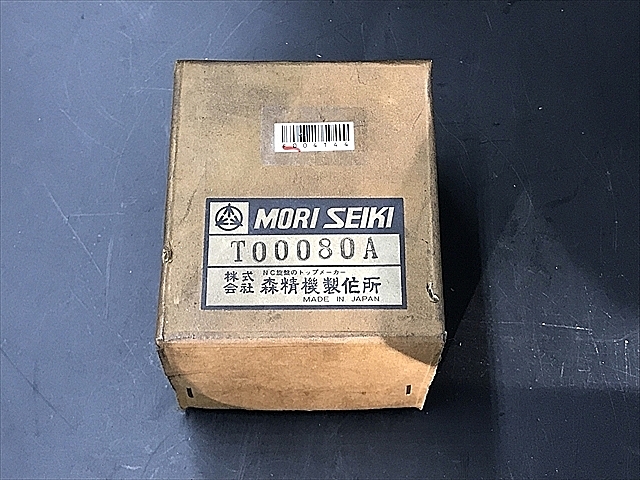 004144
MORI SEIKI
T00080A
株式会社
NC旋盤のトップメーカー
森精機製作所
MADE IN JAPAN